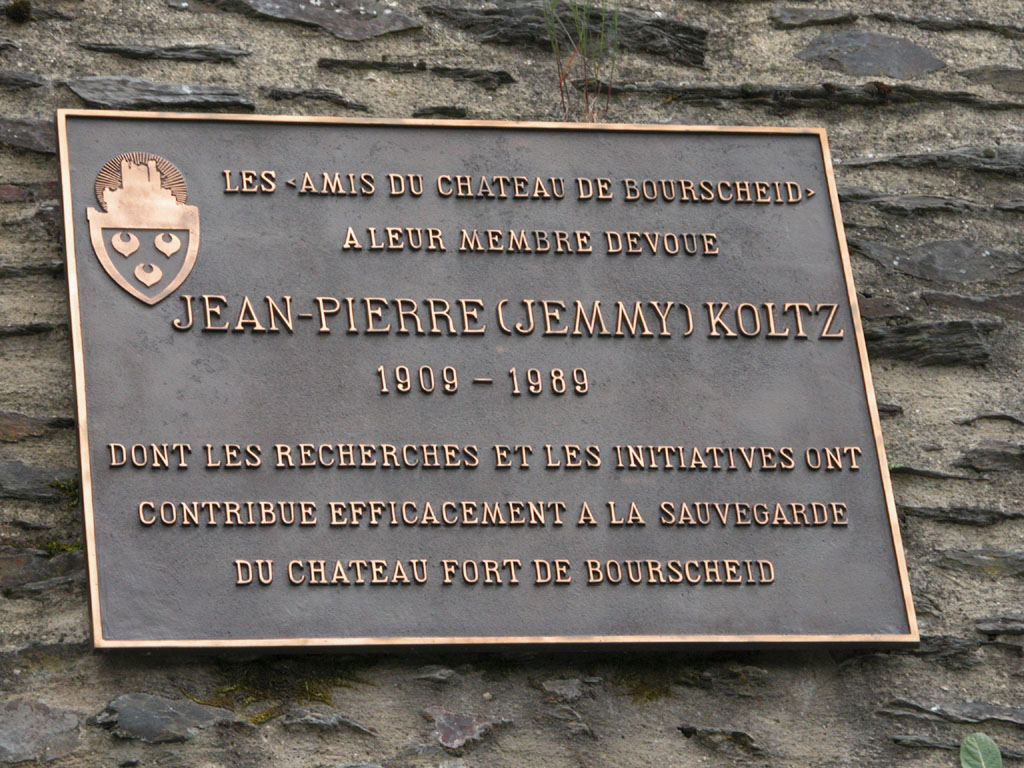 LES <AMIS DU CHATEAU DE BOURSCHEID>
A LEUR MEMBRE DEVOUE
JEAN-PIERRE (JEMMY) KOLTZ
1909 – 1989
DONT LES RECHERCHES ET LES INITIATIVES ONT
CONTRIBUE EFFICACEMENT A LA SAUVEGARDE
DU CHATEAU FORT DE BOURSCHEID